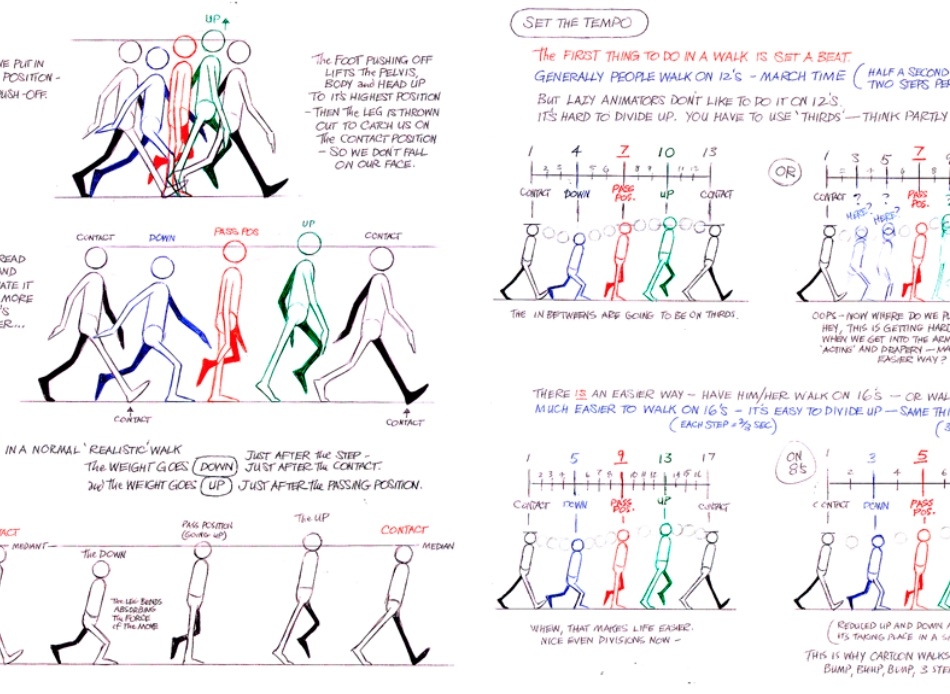 UP
WE PUT IN
POSITION -
PUSH-OFF.
The FOOT PUSHING OFF
LIFTS The PELVIS,
BODY and HEAD UP
TO IT'S HIGHEST POSITION
- THEN The LEG IS THROWN
OUT TO CATCH US ON
The CONTACT POSITION
- SO WE DON'T FALL
ON OUR FACE.
CONTACT DOWN PASS POS UP CONTACT
READ
AND
MORE
CONTACT
CONTACT
IN A NORMAL 'REALISTIC' WALK
The WEIGHT GOES DOWN JUST AFTER THE STEP -
JUST AFTER the CONTACT.
and the WEIGHT GOES UP JUST AFTER the PASSING POSITION.
MEDIAN
The DOWN
PASS POSITION
(GOING UP)
The UP
CONTACT
MEDIAN
The LEG BENDS
ABSORBING
The FORCE
of The MOVE
SET THE TEMPO
The FIRST THING TO DO IN A WALK IS SET A BEAT.
GENERALLY PEOPLE WALK ON 12'S - MARCH TIME (HALF A SECOND
TWO STEPS PER
BUT LAZY ANIMATORS DON'T LIKE TO DO IT ON 12'S.
IT'S HARD TO DIVIDE UP. YOU HAVE TO USE 'THIRDS' - THINK PARTLY
1 4 7 10 13
2 3 5 6 8 9 11 12
CONTACT DOWN PASS POS. UP CONTACT
THE IN BETWEENS ARE GOING TO BE ON THIRDS.
OR
1 3 5 7 9
2 4 6 8
CONTACT ? ? PASS POS.
HERE? HERE?
OOPS - NOW WHERE DO WE PU
HEY, THIS IS GETTING HARD
WHEN WE GET INTO THE ARM
'ACTING' AND DRAPERY - MA
EASIER WAY?
THERE IS AN EASIER WAY - HAVE HIM/HER WALK ON 16'S - OR WAL
MUCH EASIER TO WALK ON 16'S - IT'S EASY TO DIVIDE UP - SAME THI
(EACH STEP = 2/3 SEC)
1 5 9 13 17
2 3 4 6 7 8 10 11 12 14 15 16
CONTACT DOWN PASS POS. UP CONTACT
WHEW, THAT MAKES LIFE EASIER.
NICE EVEN DIVISIONS NOW -
ON 8S
1 3 5
2 4 6
CONTACT DOWN PASS POS.
(REDUCED UP AND DOWN A
ITS TAKING PLACE IN A S
THIS IS WHY CARTOON WALKS
BUMP, BUMP, BUMP, 3 STE